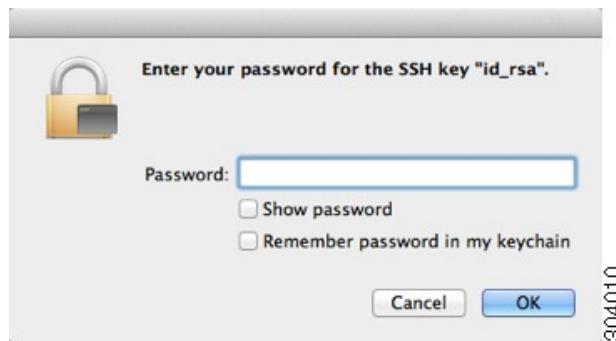 Enter your password for the SSH key "id_rsa".
Password:
Show password
Remember password in my keychain
Cancel
OK
304010